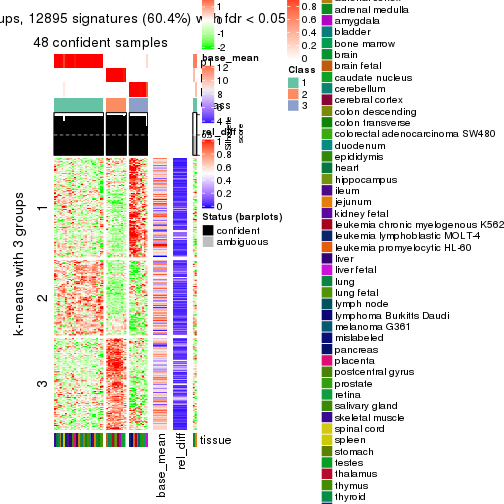 ups, 12895 signatures (60.4%) with fdr < 0.05
48 confident samples
1
0
-1
-2
base_mean
12
10
8
6
4
2
0
rel_diff
1
0.8
0.6
0.4
0.2
0
Silhouette
score
Status (barplots)
confident
ambiguous
0.8
0.6
0.4
0.2
0
Class
1
2
3
k-means with 3 groups
1
2
3
base_mean
rel_diff
tissue
adrenal medulla
amygdala
bladder
bone marrow
brain
brain fetal
caudate nucleus
cerebellum
cerebral cortex
colon descending
colon transverse
colorectal adenocarcinoma SW480
duodenum
epididymis
heart
hippocampus
ileum
jejunum
kidney fetal
leukemia chronic myelogenous K562
leukemia lymphoblastic MOLT-4
leukemia promyelocytic HL-60
liver
liver fetal
lung
lung fetal
lymph node
lymphoma Burkitts Daudi
melanoma G361
mislabeled
pancreas
placenta
postcentral gyrus
prostate
retina
salivary gland
skeletal muscle
spinal cord
spleen
stomach
testes
thalamus
thymus
thyroid